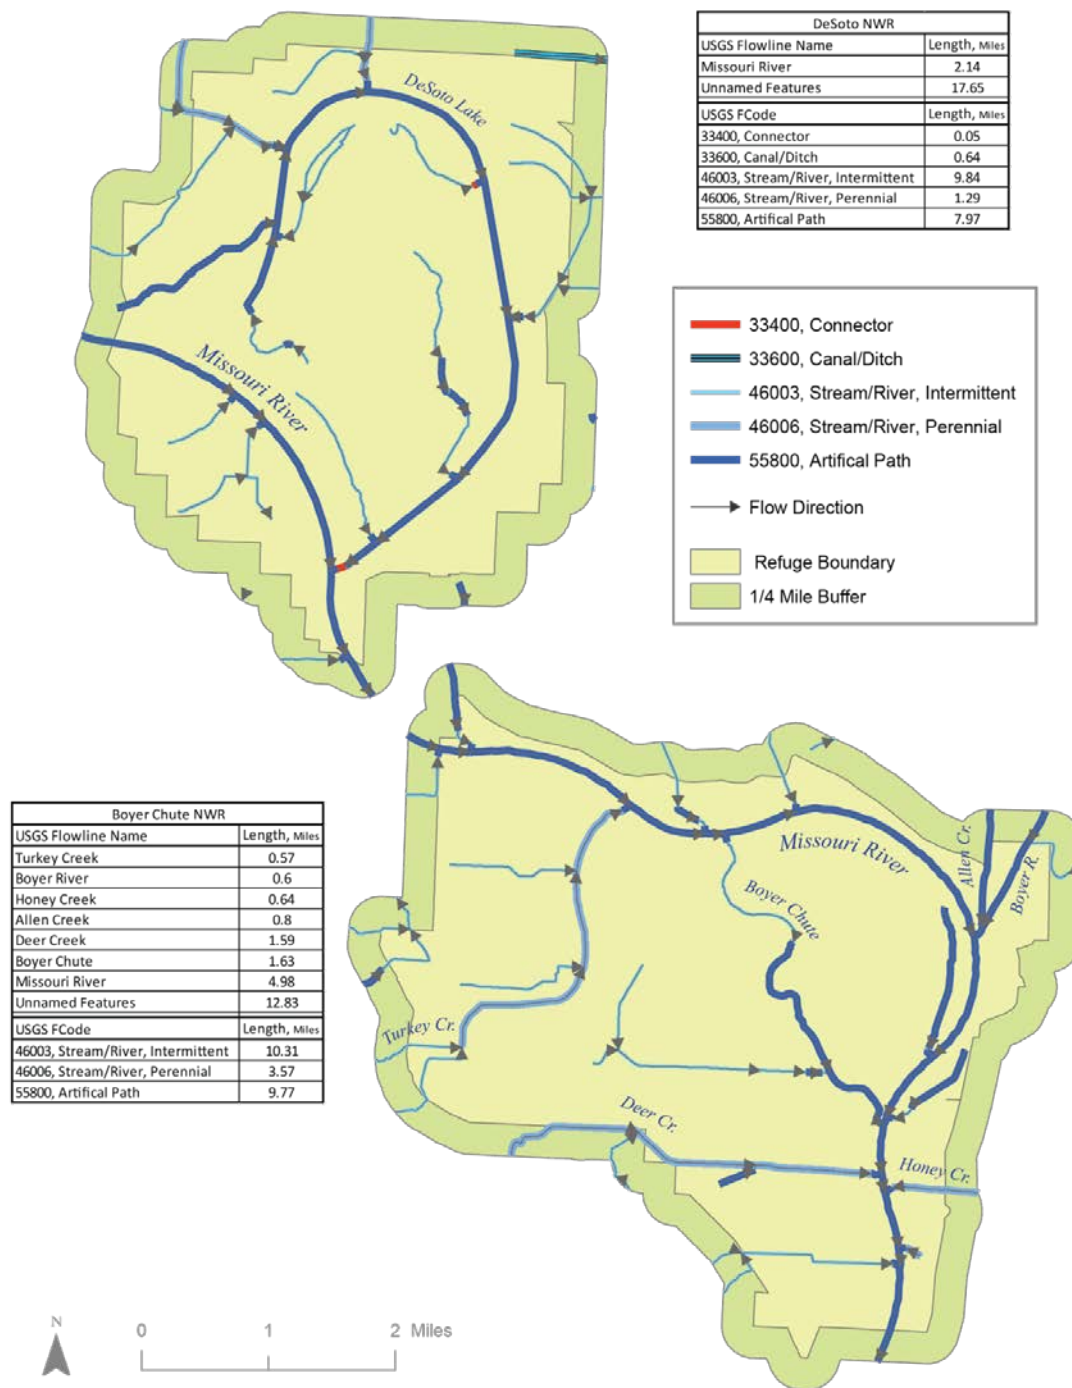 DeSoto NWR
USGS Flowline Name Length, Miles
Missouri River 2.14
Unnamed Features 17.65
USGS FCode Length, Miles
33400, Connector 0.05
33600, Canal/Ditch 0.64
46003, Stream/River, Intermittent 9.84
46006, Stream/River, Perennial 1.29
55800, Artifical Path 7.97
DeSoto Lake
Missouri River
33400, Connector
33600, Canal/Ditch
46003, Stream/River, Intermittent
46006, Stream/River, Perennial
55800, Artifical Path
Flow Direction
Refuge Boundary
1/4 Mile Buffer
Boyer Chute NWR
USGS Flowline Name Length, Miles
Turkey Creek 0.57
Boyer River 0.6
Honey Creek 0.64
Allen Creek 0.8
Deer Creek 1.59
Boyer Chute 1.63
Missouri River 4.98
Unnamed Features 12.83
USGS FCode Length, Miles
46003, Stream/River, Intermittent 10.31
46006, Stream/River, Perennial 3.57
55800, Artifical Path 9.77
Missouri River
Allen Cr.
Boyer R.
Boyer Chute
Turkey Cr.
Deer Cr.
Honey Cr.
N
0 1 2 Miles